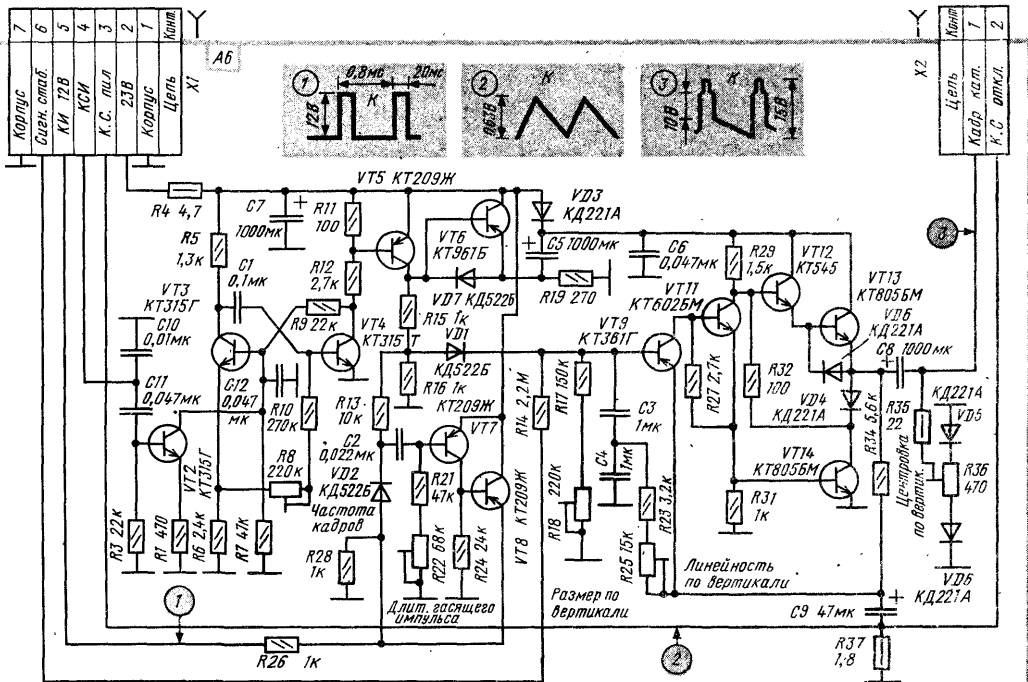 7 Корпус
6 Сиен. стаб.
5 КИ 12В
4 КСИ
3 К.С. пил
2 23В
1 Корпус
Конт. Цепь
X1
A6
1
0,8мс
20мс
12В
К
2
К
0,63В
3
К
10В
15В
X2
Конт Цепь
1 Кадр кат.
2 К.С откл.
R4 4,7
C7
1000мк
R11
100
VT5 КТ209Ж
VT6
КТ961Б
VD3
КД221А
C5 1000мк
C6
0,047мк
R29
1,5к
VT12
КТ545
VT13
КТ805БМ
VD6
КД221А
C8 1000мк
3
R5
1,3к
C1
0,1мк
R12
2,7к
VD7 КД522Б
R19 270
VT3
КТ315Г
R9 22к
VT4
КТ315 Т
R15 1к
VD1
КД522Б
VT9
КТ361Г
VT11
КТ602БМ
C10
0,01мк
C11
0,047мк
C12
0,047
мк
R10
270к
R13
10к
R16 1к
КТ209Ж
VT7
R14 2,2М
R17 150к
C3
1мк
R27 2,7к
R32
100
VD4
КД221А
R34 5,6к
R35
22
КД221А
VD5
C2
0,022мк
VT2
КТ315Г
R8
220к
VD2
КД522Б
R21
47к
C4
1мк
VT14
КТ805БМ
Центровка
по вертик.
R36
470
Частота
кадров
VT8 КТ209Ж
R18
220к
R23 3,2к
R31
1к
R3 22к
R1 470
R6 2,4к
R7 47к
R28
1к
R22 68к
R24 24к
R25 15к
Линейность
по вертикали
VD6
КД221А
1
Длит. гасящего
импульса
Размер по
вертикали
C9 47мк
R26 1к
2
R37
1,8